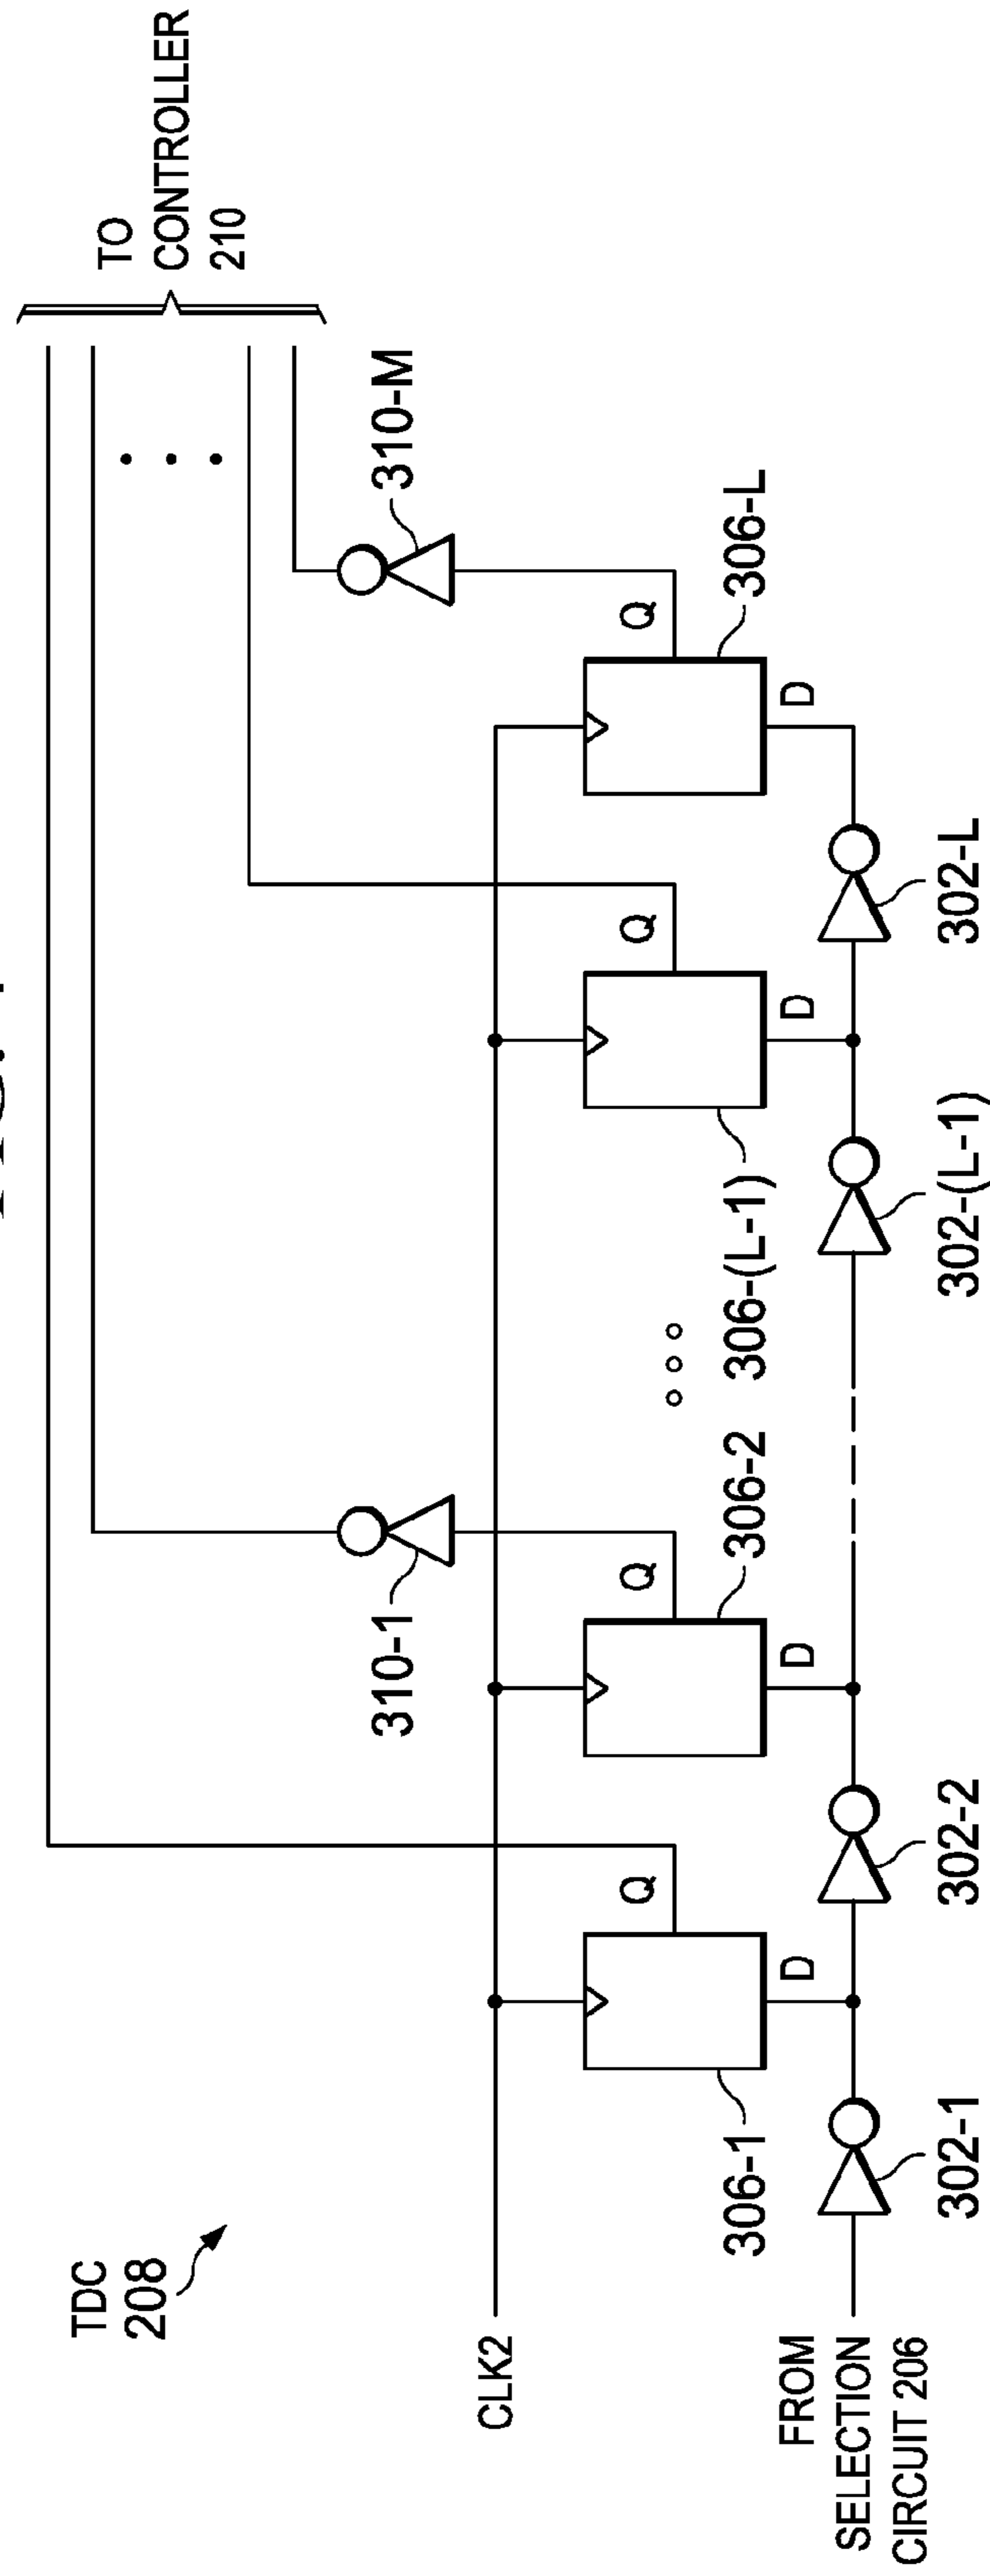 TDC
208
TO
CONTROLLER
210
310-1
310-M
CLK2
Q
Q
Q
Q
306-1
306-2
306-(L-1)
306-L
D
D
D
D
FROM
SELECTION
CIRCUIT 206
302-1
302-2
302-(L-1)
302-L